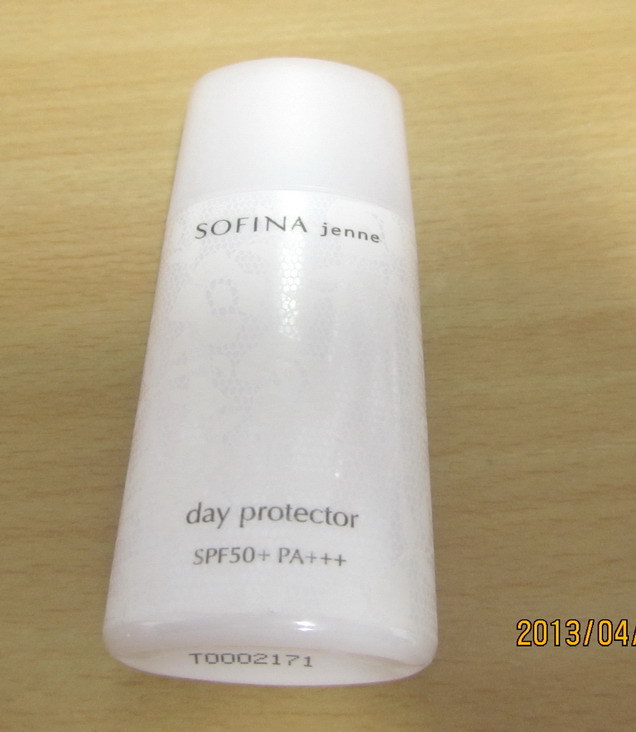 SOFINA jenne
day protector
SPF50+ PA+++
T0002171
2013/04/